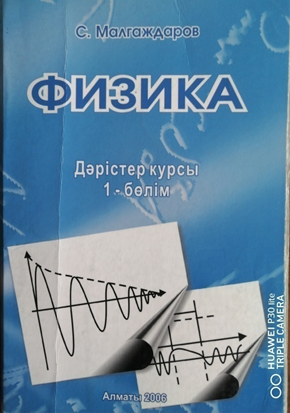 С. Малгаждаров
ФИЗИКА
Дәрістер курсы
1 - бөлім
Алматы 2006
HUAWEI P30 lite
TRIPLE CAMERA